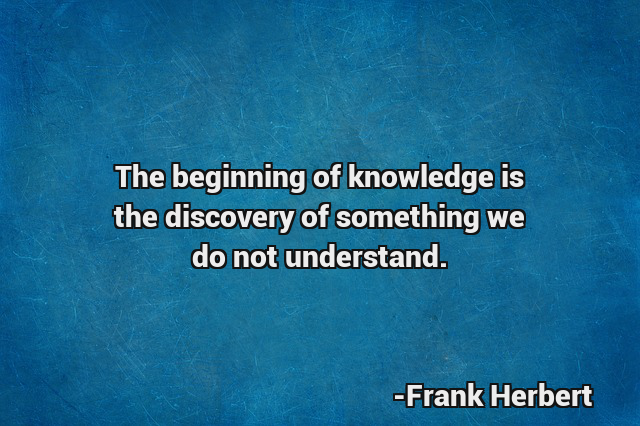 The beginning of knowledge is
the discovery of something we
do not understand.
-Frank Herbert